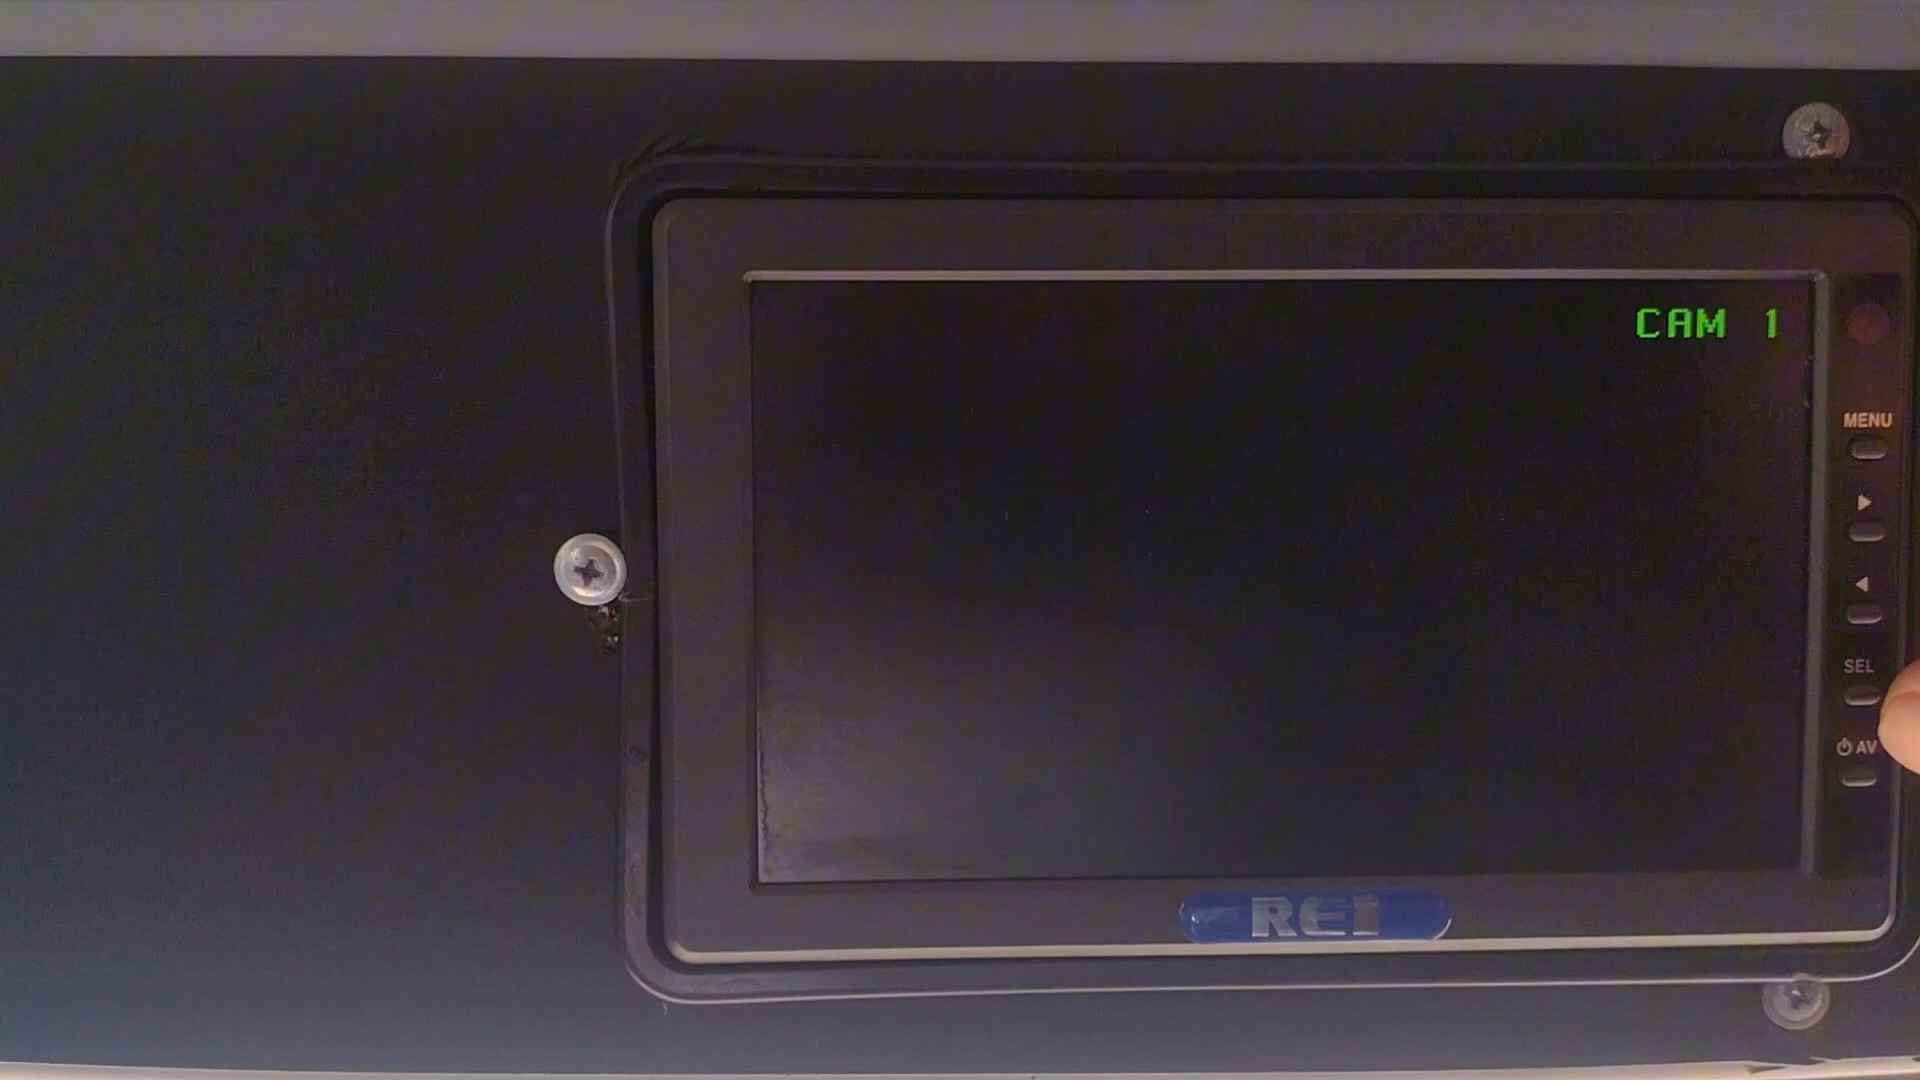 CAM 1
MENU
▶
◀
SEL
⏻ AV
REI